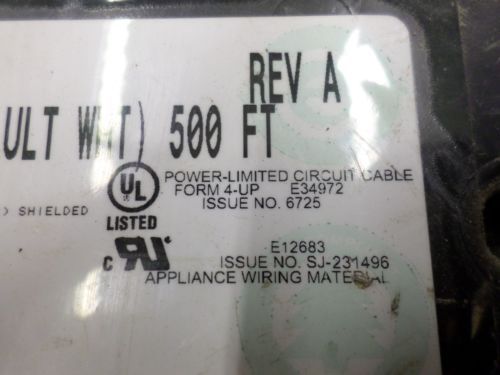 REV A
ULT WHT) 500 FT
UL
POWER-LIMITED CIRCUIT CABLE
FORM 4-UP E34972
ISSUE NO. 6725
) SHIELDED
LISTED
E12683
c RU
ISSUE NO. SJ-231496
APPLIANCE WIRING MATERIAL